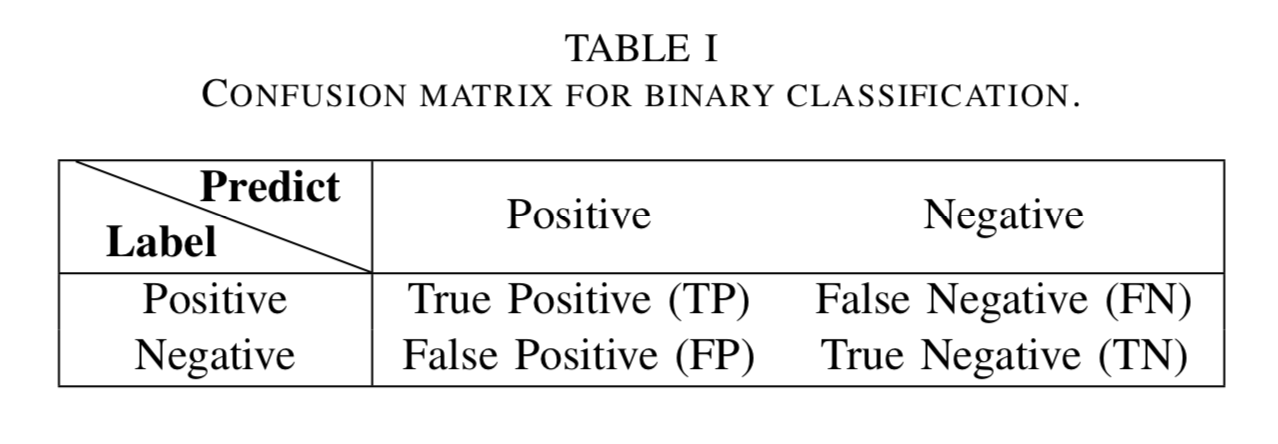 TABLE I
CONFUSION MATRIX FOR BINARY CLASSIFICATION.
Predict
Label
Positive Negative
Positive True Positive (TP) False Negative (FN)
Negative False Positive (FP) True Negative (TN)